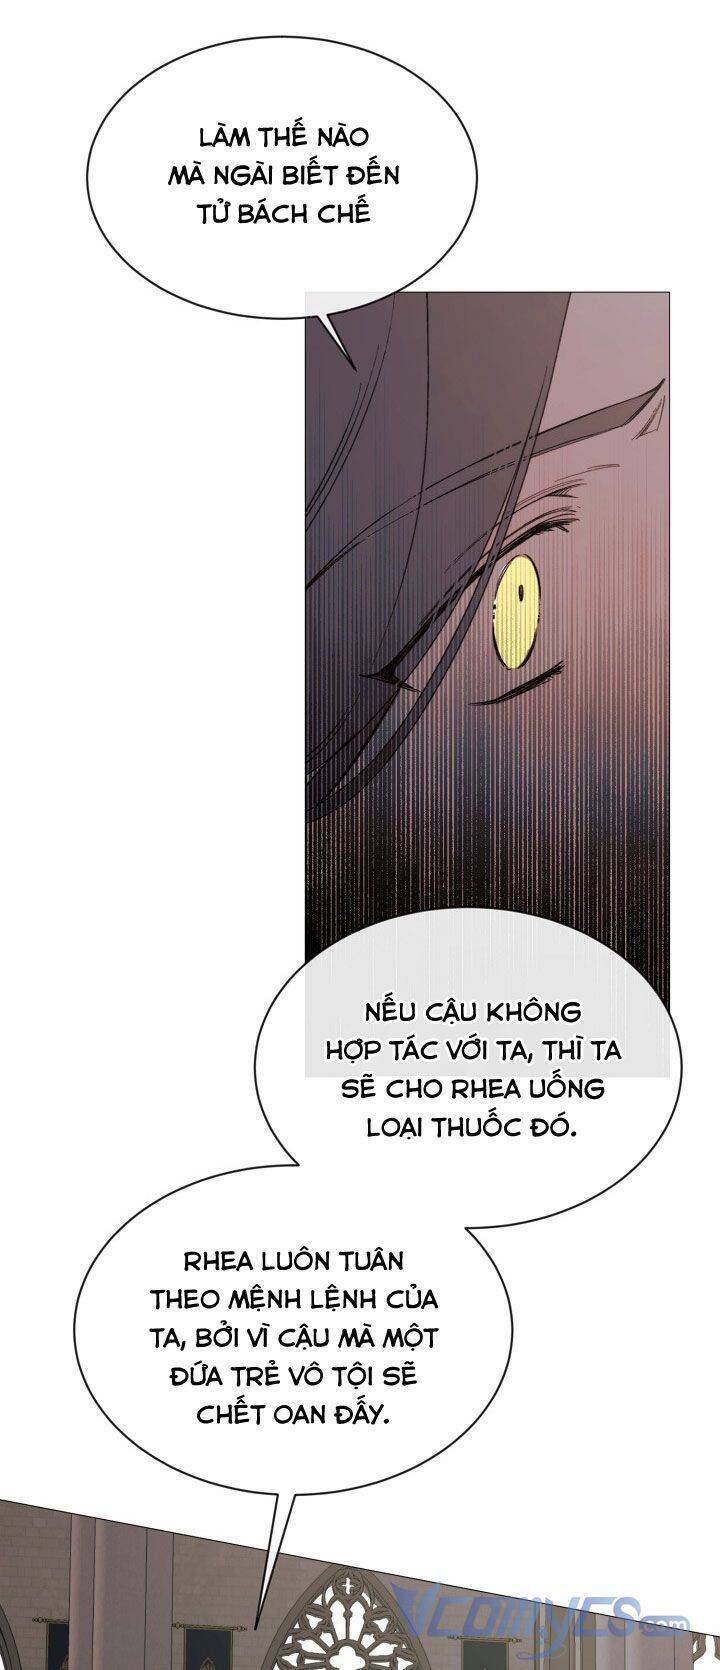 LÀM THẾ NÀO
MÀ NGÀI BIẾT ĐẾN
TỬ BÁCH CHẾ
NẾU CẬU KHÔNG
HỢP TÁC VỚI TA, THÌ TA
SẼ CHO RHEA UỐNG
LOẠI THUỐC ĐÓ.
RHEA LUÔN TUÂN
THEO MỆNH LỆNH CỦA
TA, BỞI VÌ CẬU MÀ MỘT
ĐỨA TRẺ VÔ TỘI SẼ
CHẾT OAN ĐẤY.
VCOMYCS.com